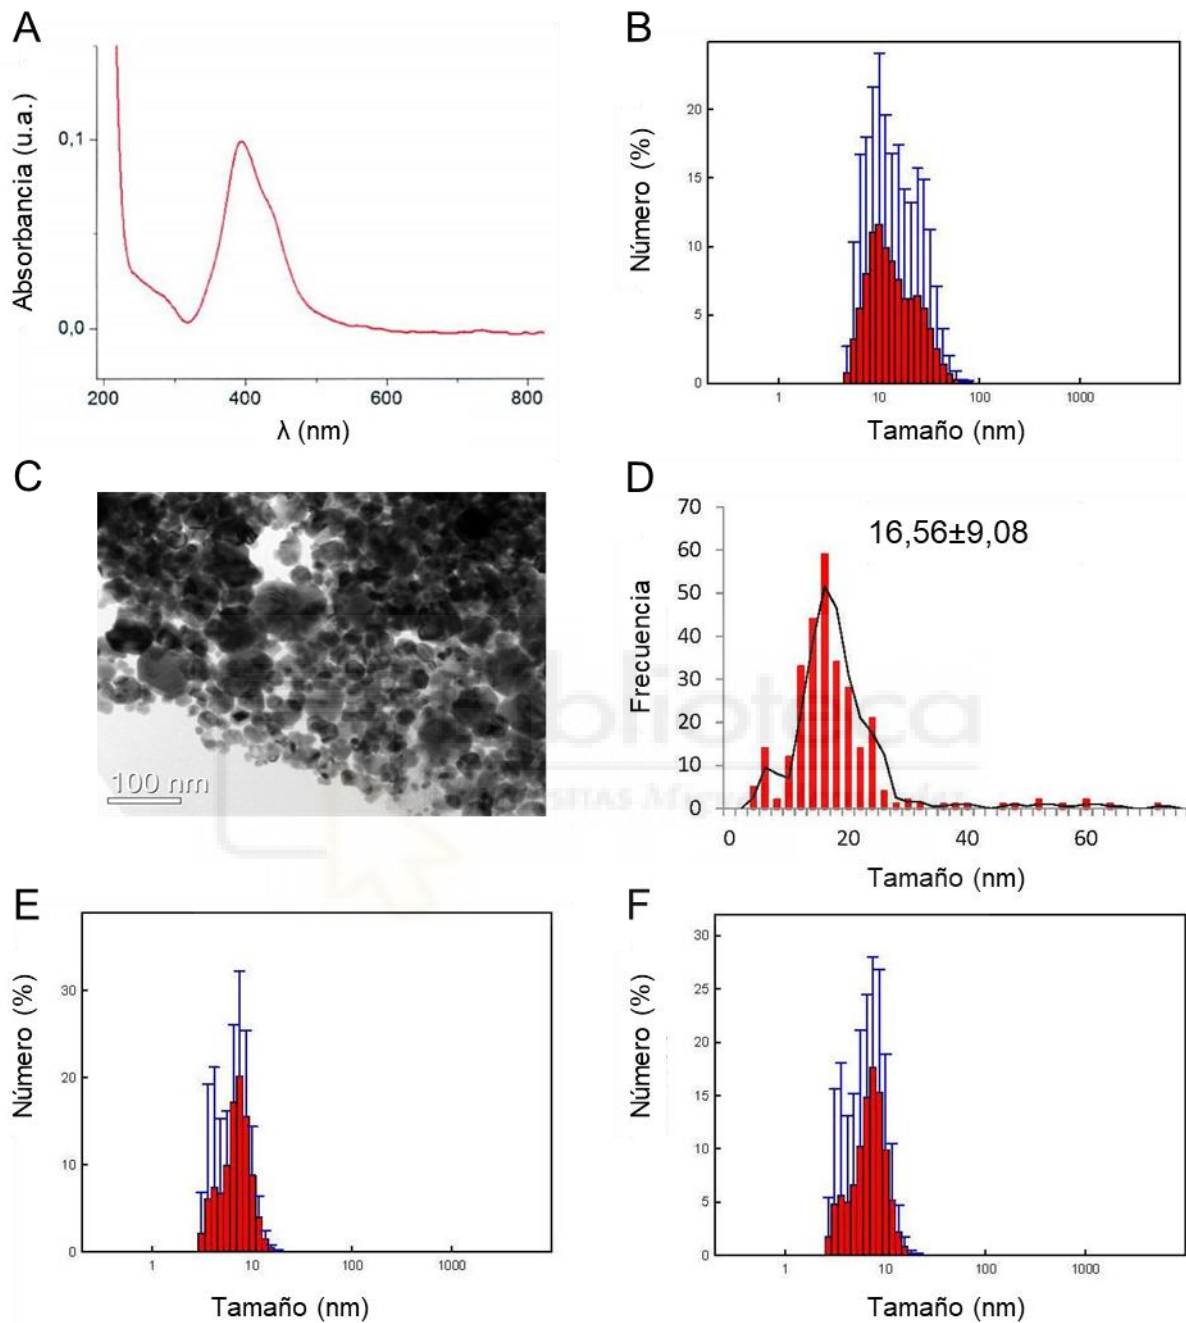 A
Absorbancia (u.a.)
0,1
0,0
200 400 600 800
λ (nm)
B
Número (%)
20
15
10
5
0
1 10 100 1000
Tamaño (nm)
C
100 nm
D
Frecuencia
16,56±9,08
70
60
50
40
30
20
10
0
0 20 40 60
Tamaño (nm)
blioteca
E
Número (%)
30
20
10
0
1 10 100 1000
Tamaño (nm)
F
Número (%)
30
25
20
15
10
5
0
1 10 100 1000
Tamaño (nm)